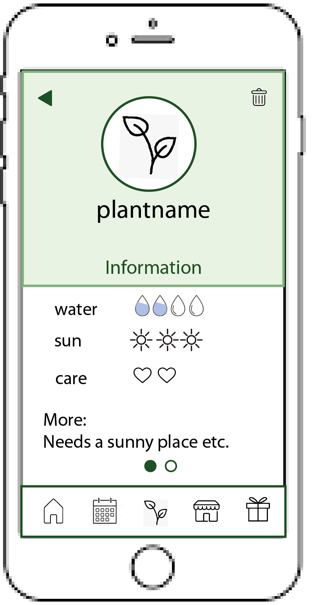 plantname
Information
water
sun
care
More:
Needs a sunny place etc.